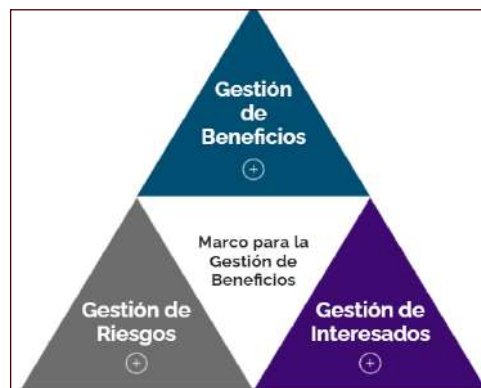 Gestión
de
Beneficios
Marco para la
Gestión de
Beneficios
Gestión de
Riesgos
Gestión de
Interesados